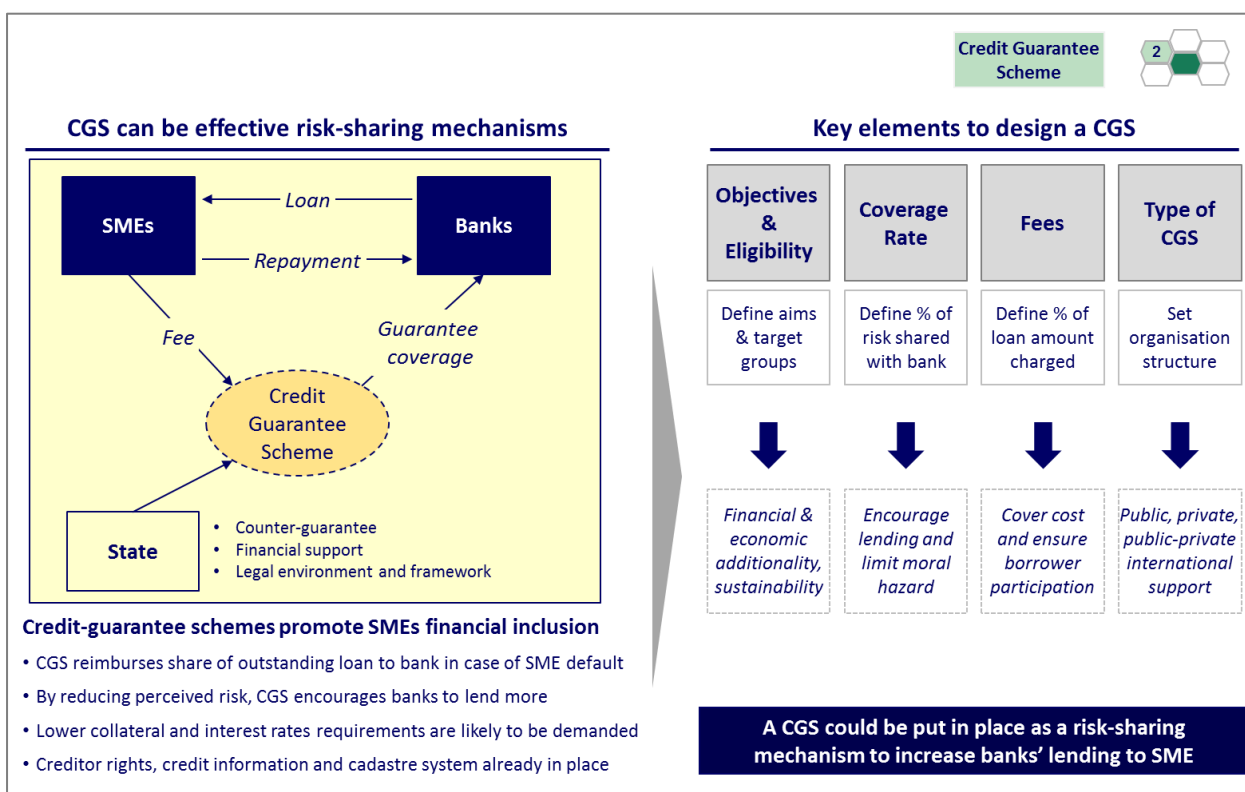 Credit Guarantee
Scheme
2
CGS can be effective risk-sharing mechanisms
SMEs
Loan
Banks
Repayment
Fee
Guarantee
coverage
Credit
Guarantee
Scheme
State
• Counter-guarantee
• Financial support
• Legal environment and framework
Credit-guarantee schemes promote SMEs financial inclusion
• CGS reimburses share of outstanding loan to bank in case of SME default
• By reducing perceived risk, CGS encourages banks to lend more
• Lower collateral and interest rates requirements are likely to be demanded
• Creditor rights, credit information and cadastre system already in place
Key elements to design a CGS
Objectives
&
Eligibility
Define aims
& target
groups
Financial &
economic
additionality,
sustainability
Coverage
Rate
Define % of
risk shared
with bank
Encourage
lending and
limit moral
hazard
Fees
Define % of
loan amount
charged
Cover cost
and ensure
borrower
participation
Type of
CGS
Set
organisation
structure
Public, private,
public-private
international
support
A CGS could be put in place as a risk-sharing
mechanism to increase banks’ lending to SME